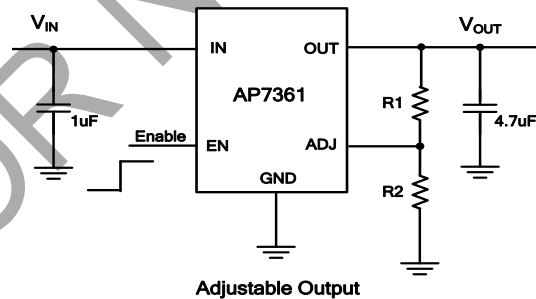 VIN
VOUT
IN
OUT
AP7361
R1
1uF
4.7uF
Enable
EN
ADJ
GND
R2
Adjustable Output